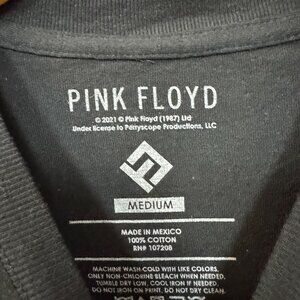 PINK FLOYD
© 2021 © Pink Floyd (1987) Ltd
Under license to Perryscope Productions, LLC
MEDIUM
MADE IN MEXICO
100% COTTON
RN# 107208
MACHINE WASH COLD WITH LIKE COLORS.
ONLY NON-CHLORINE BLEACH WHEN NEEDED.
TUMBLE DRY LOW, COOL IRON IF NEEDED.
DO NOT IRON ON PRINT, DO NOT DRY CLEAN.